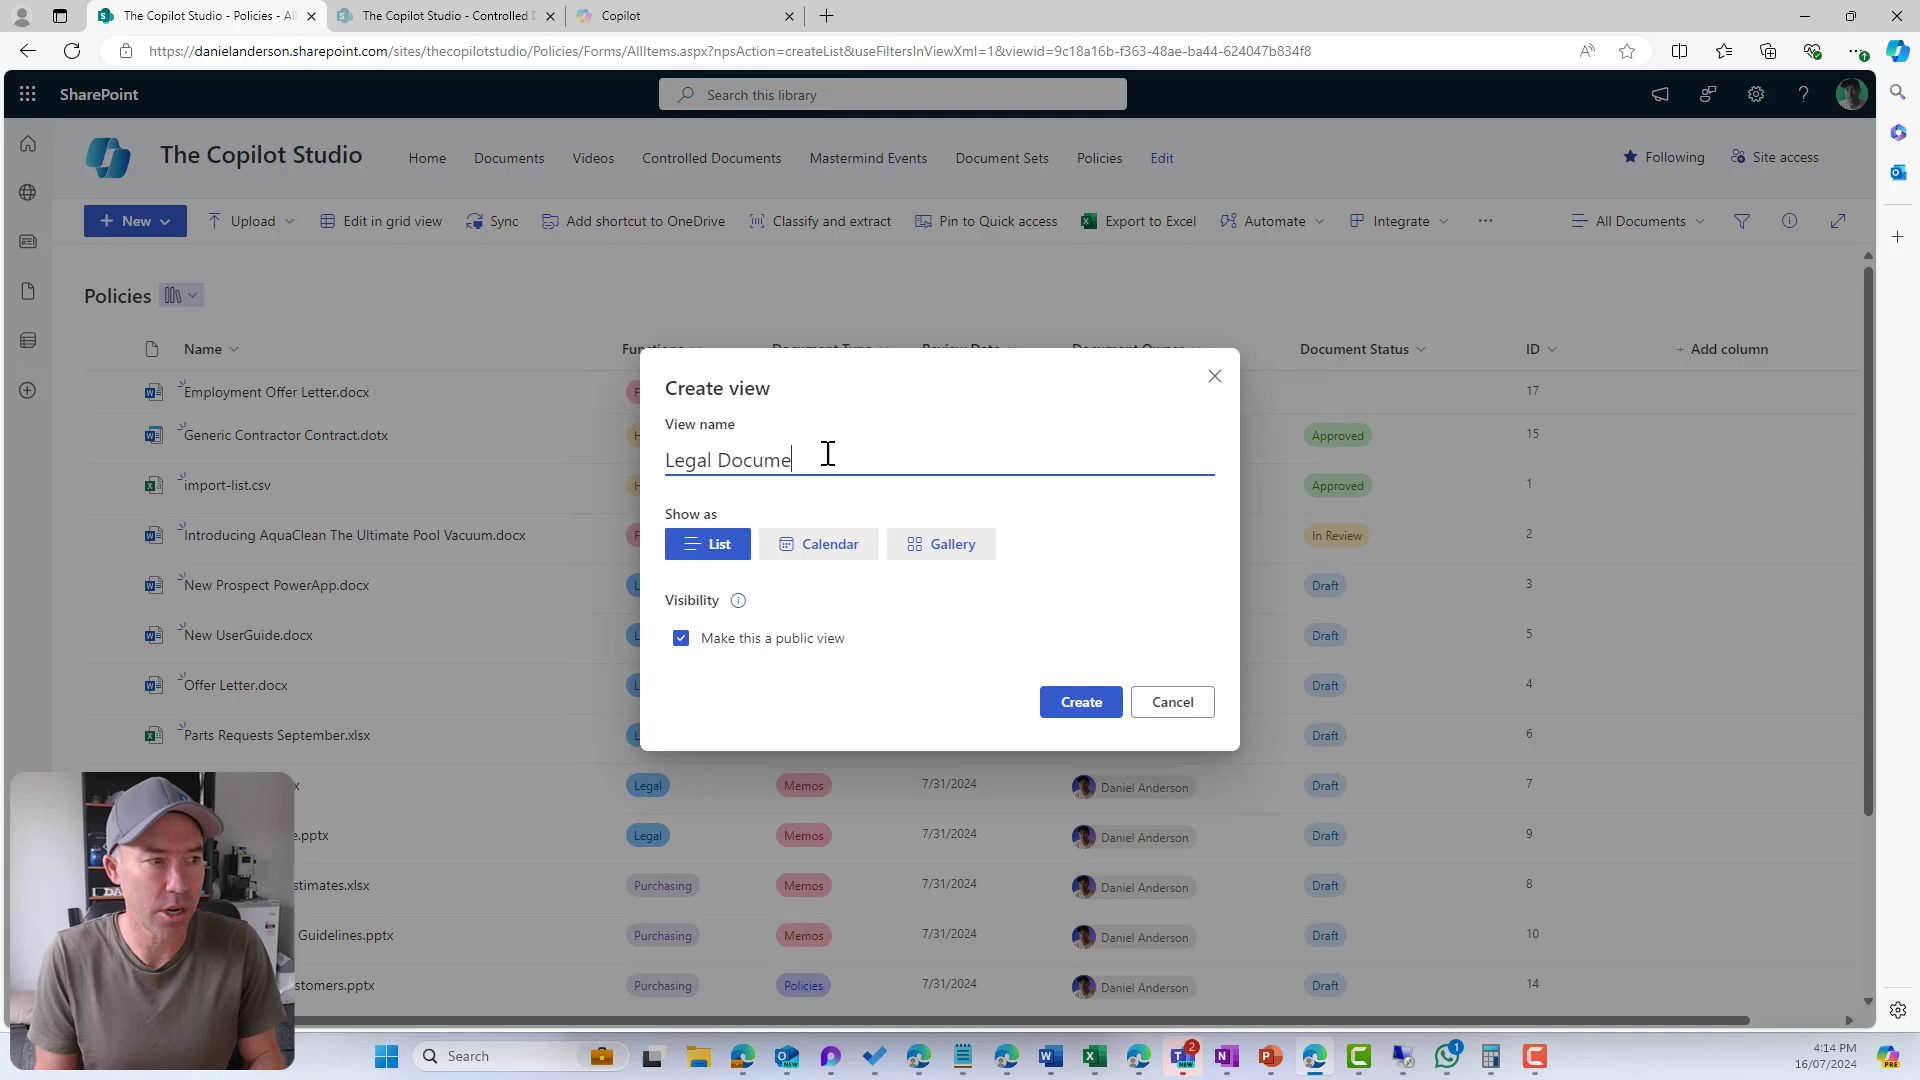 The Copilot Studio - Policies - Al
The Copilot Studio - Controlled D
Copilot
https://danielanderson.sharepoint.com/sites/thecopilotstudio/Policies/Forms/AllItems.aspx?npsAction=createList&useFiltersInViewXml=1&viewid=9c18a16b-f363-48ae-ba44-624047b834f8
SharePoint
Search this library
The Copilot Studio
Home
Documents
Videos
Controlled Documents
Mastermind Events
Document Sets
Policies
Edit
Following
Site access
New
Upload
Edit in grid view
Sync
Add shortcut to OneDrive
Classify and extract
Pin to Quick access
Export to Excel
Automate
Integrate
All Documents
Policies
Name
Document Status
ID
Add column
Employment Offer Letter.docx
17
Generic Contractor Contract.dotx
Approved
15
import-list.csv
Approved
1
Introducing AquaClean The Ultimate Pool Vacuum.docx
In Review
2
New Prospect PowerApp.docx
Draft
3
New UserGuide.docx
Draft
5
Offer Letter.docx
Draft
4
Parts Requests September.xlsx
Draft
6
Create view
View name
Legal Docume
Show as
List
Calendar
Gallery
Visibility
Make this a public view
Create
Cancel
Legal
Memos
7/31/2024
Daniel Anderson
Draft
7
e.pptx
Legal
Memos
7/31/2024
Daniel Anderson
Draft
9
stimates.xlsx
Purchasing
Memos
7/31/2024
Daniel Anderson
Draft
8
Guidelines.pptx
Purchasing
Memos
7/31/2024
Daniel Anderson
Draft
10
stomers.pptx
Purchasing
Policies
7/31/2024
Daniel Anderson
Draft
14
Search
2
1
4:14 PM
16/07/2024